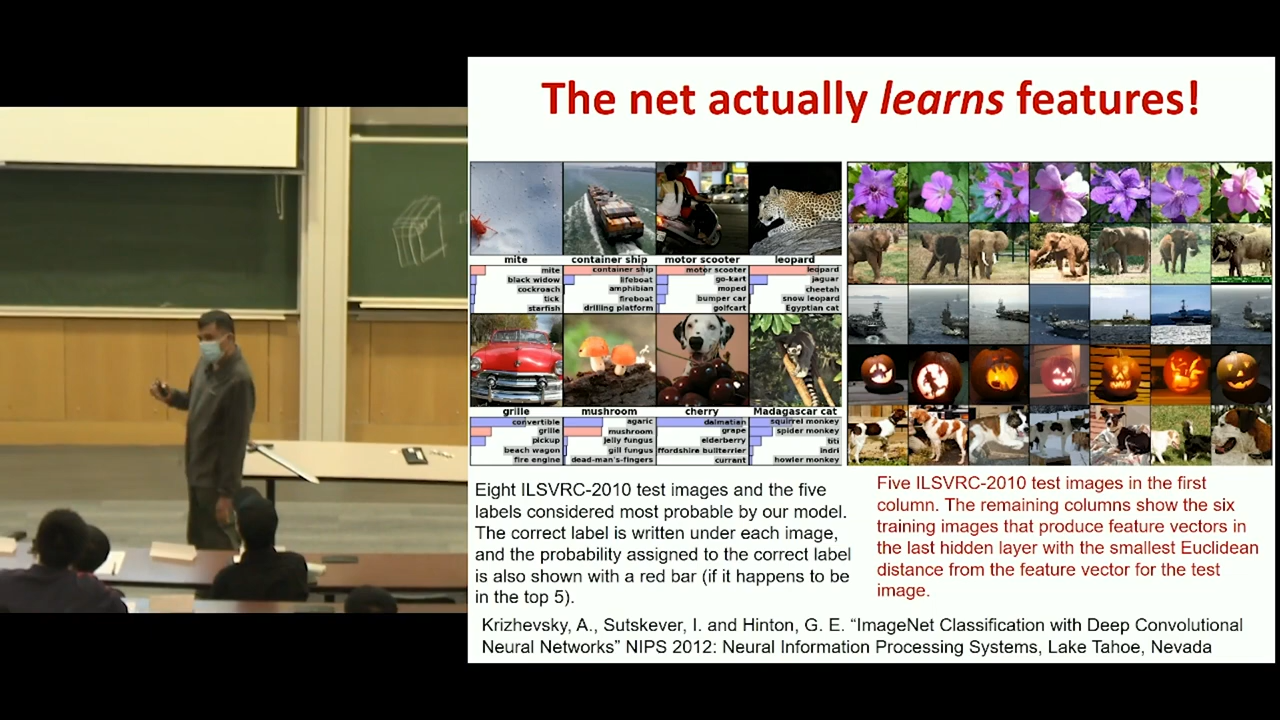 The net actually learns features!
mite container ship motor scooter leopard
mite container ship motor scooter leopard
black widow lifeboat go-kart jaguar
cockroach amphibian moped cheetah
tick fireboat bumper car snow leopard
starfish drilling platform golfcart Egyptian cat
grille mushroom cherry Madagascar cat
convertible agaric dalmatian squirrel monkey
grille mushroom grape spider monkey
pickup jelly fungus elderberry titi
beach wagon gill fungus ffordshire bullterrier indri
fire engine dead-man's-fingers currant howler monkey
Eight ILSVRC-2010 test images and the five
labels considered most probable by our model.
The correct label is written under each image,
and the probability assigned to the correct label
is also shown with a red bar (if it happens to be
in the top 5).
Five ILSVRC-2010 test images in the first
column. The remaining columns show the six
training images that produce feature vectors in
the last hidden layer with the smallest Euclidean
distance from the feature vector for the test
image.
Krizhevsky, A., Sutskever, I. and Hinton, G. E. “ImageNet Classification with Deep Convolutional
Neural Networks” NIPS 2012: Neural Information Processing Systems, Lake Tahoe, Nevada